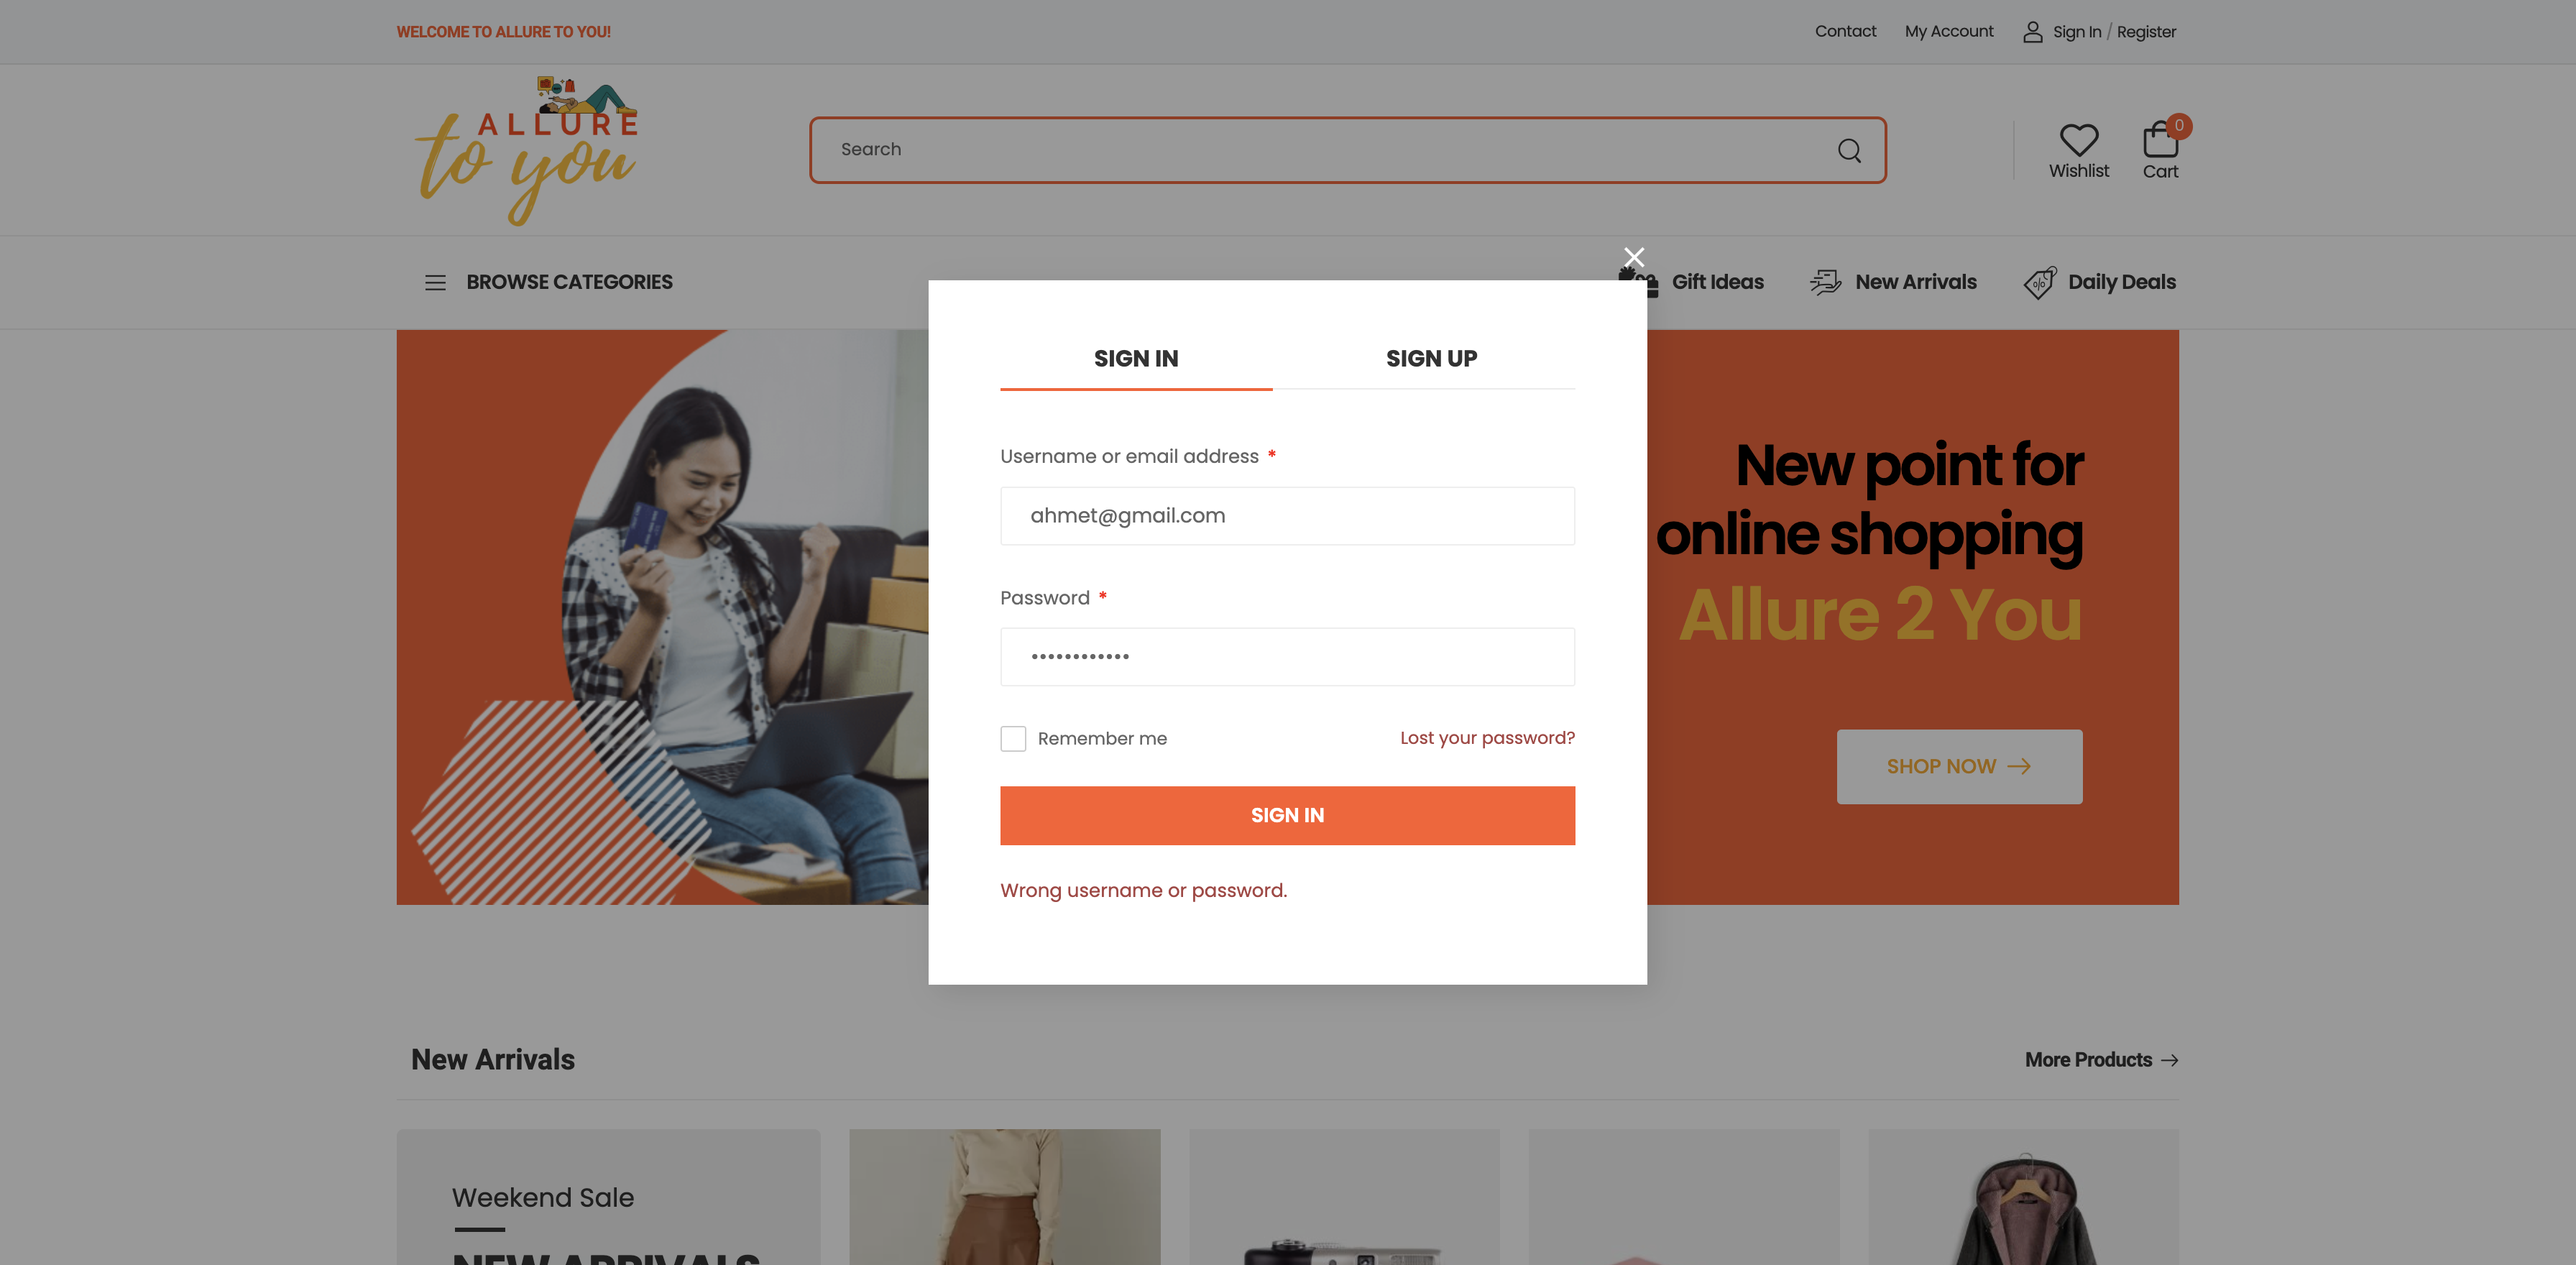 WELCOME TO ALLURE TO YOU!
Contact
My Account
Sign In / Register
ALLURE
to you
Search
Wishlist
0
Cart
BROWSE CATEGORIES
Gift Ideas
New Arrivals
Daily Deals
SIGN IN
SIGN UP
Username or email address *
ahmet@gmail.com
Password *
••••••••••••
Remember me
Lost your password?
SIGN IN
Wrong username or password.
New point for
online shopping
Allure 2 You
SHOP NOW →
New Arrivals
More Products →
Weekend Sale
NEW ARRIVALS